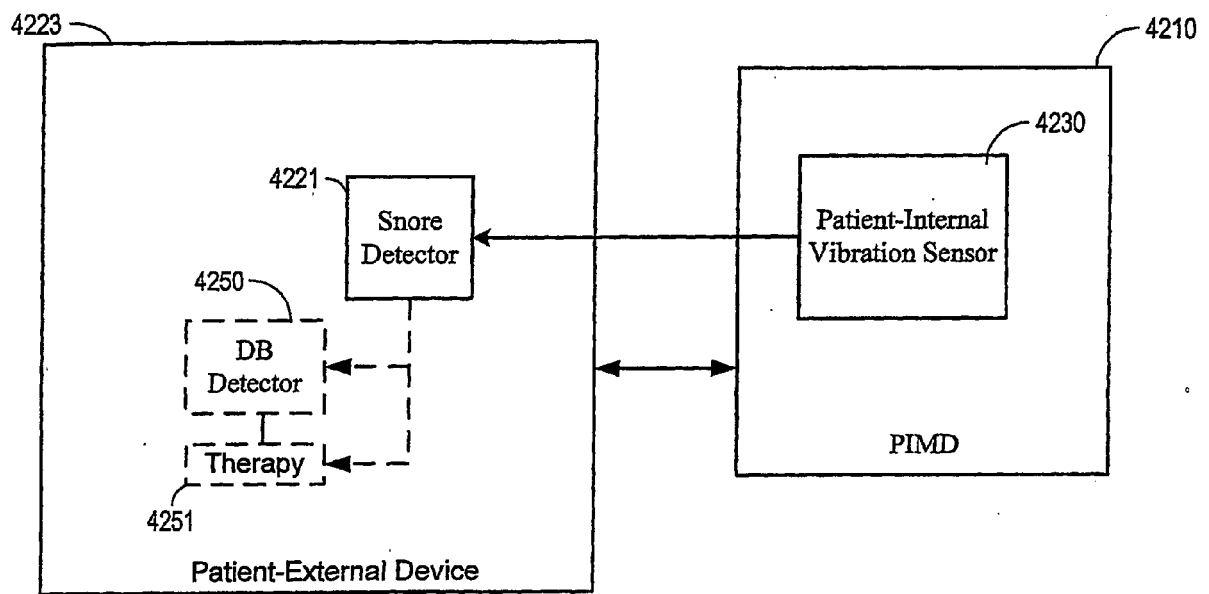 4223
4210
4230
4221
Snore
Detector
Patient-Internal
Vibration Sensor
4250
DB
Detector
Therapy
4251
PIMD
Patient-External Device